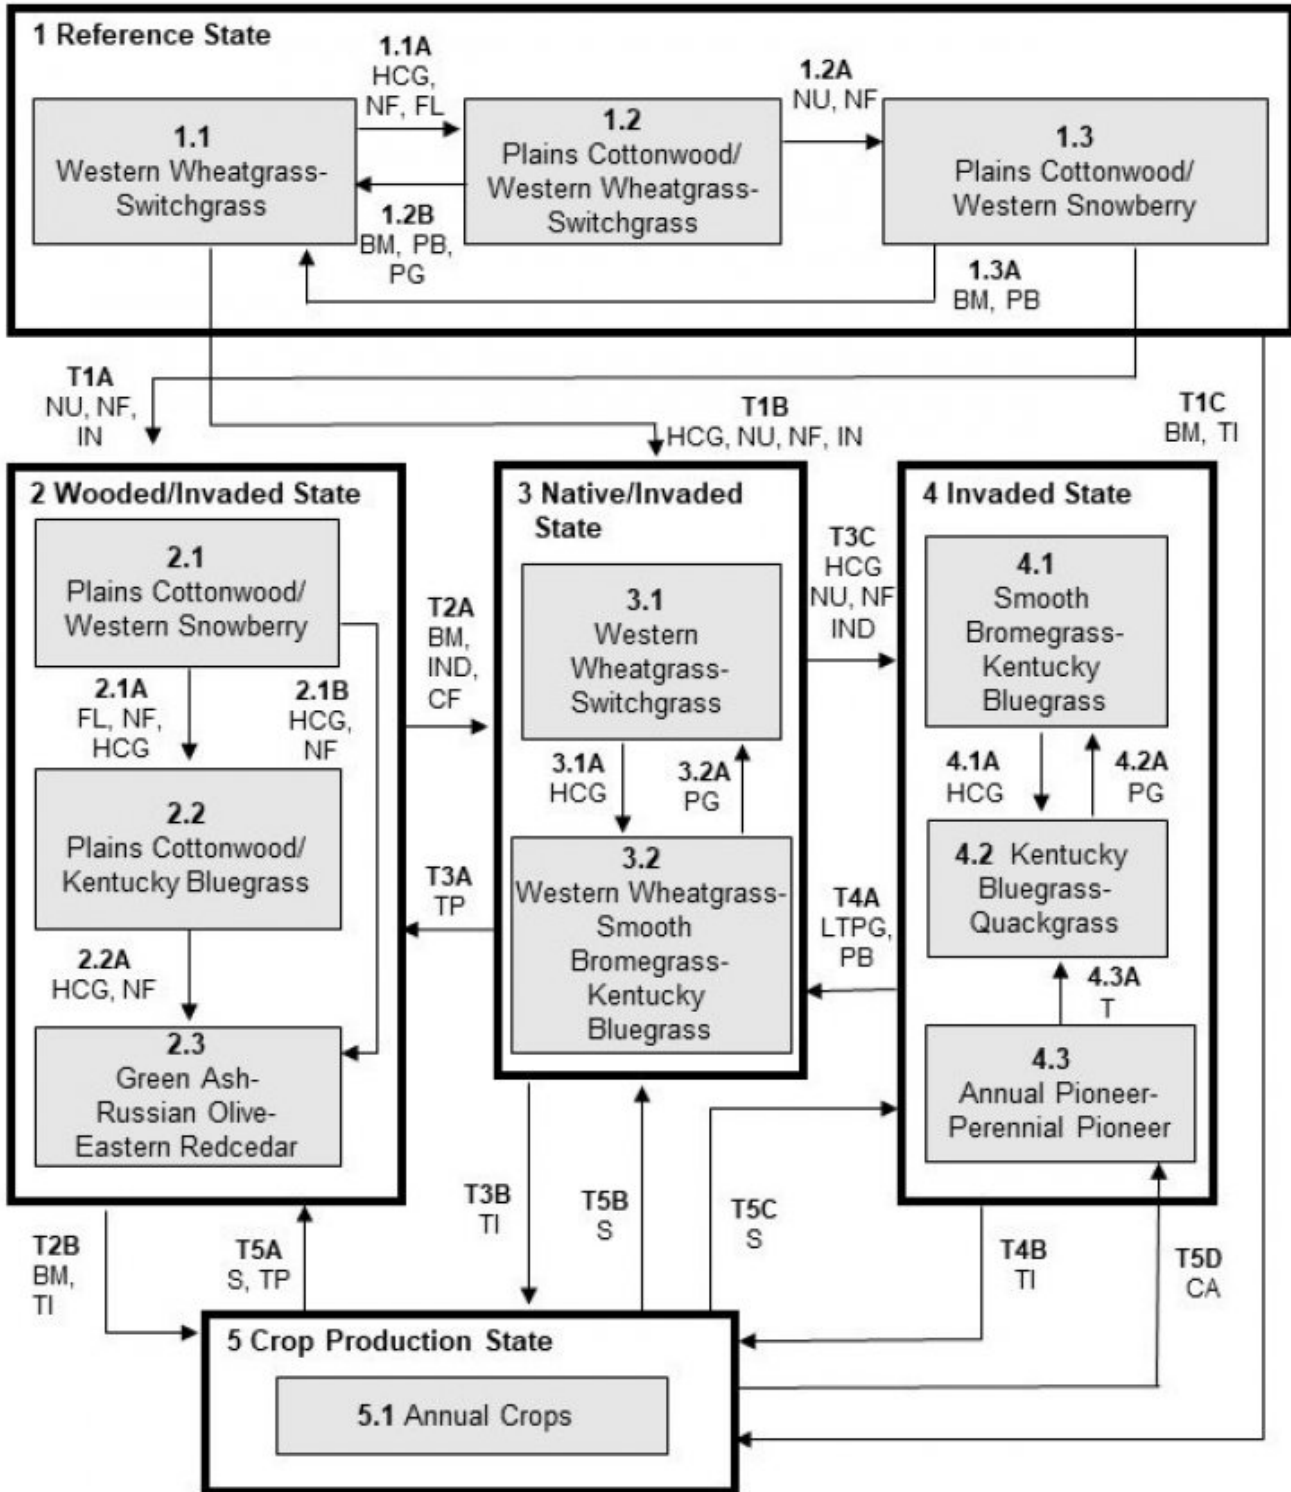 1 Reference State
1.1A
HCG,
NF, FL
1.2A
NU, NF
1.1
Western Wheatgrass-
Switchgrass
1.2
Plains Cottonwood/
Western Wheatgrass-
Switchgrass
1.3
Plains Cottonwood/
Western Snowberry
1.2B
BM, PB,
PG
1.3A
BM, PB
T1A
NU, NF,
IN
T1B
HCG, NU, NF, IN
T1C
BM, TI
2 Wooded/Invaded State
2.1
Plains Cottonwood/
Western Snowberry
2.1A
FL, NF,
HCG
2.1B
HCG,
NF
2.2
Plains Cottonwood/
Kentucky Bluegrass
2.2A
HCG, NF
2.3
Green Ash-
Russian Olive-
Eastern Redcedar
T2A
BM,
IND,
CF
T3A
TP
3 Native/Invaded
State
3.1
Western
Wheatgrass-
Switchgrass
3.1A
HCG
3.2A
PG
3.2
Western Wheatgrass-
Smooth
Bromegrass-
Kentucky
Bluegrass
T3C
HCG
NU, NF
IND
T4A
LTPG,
PB
4 Invaded State
4.1
Smooth
Bromegrass-
Kentucky
Bluegrass
4.1A
HCG
4.2A
PG
4.2 Kentucky
Bluegrass-
Quackgrass
4.3A
T
4.3
Annual Pioneer-
Perennial Pioneer
T2B
BM,
TI
T5A
S, TP
T3B
TI
T5B
S
T5C
S
T4B
TI
T5D
CA
5 Crop Production State
5.1 Annual Crops